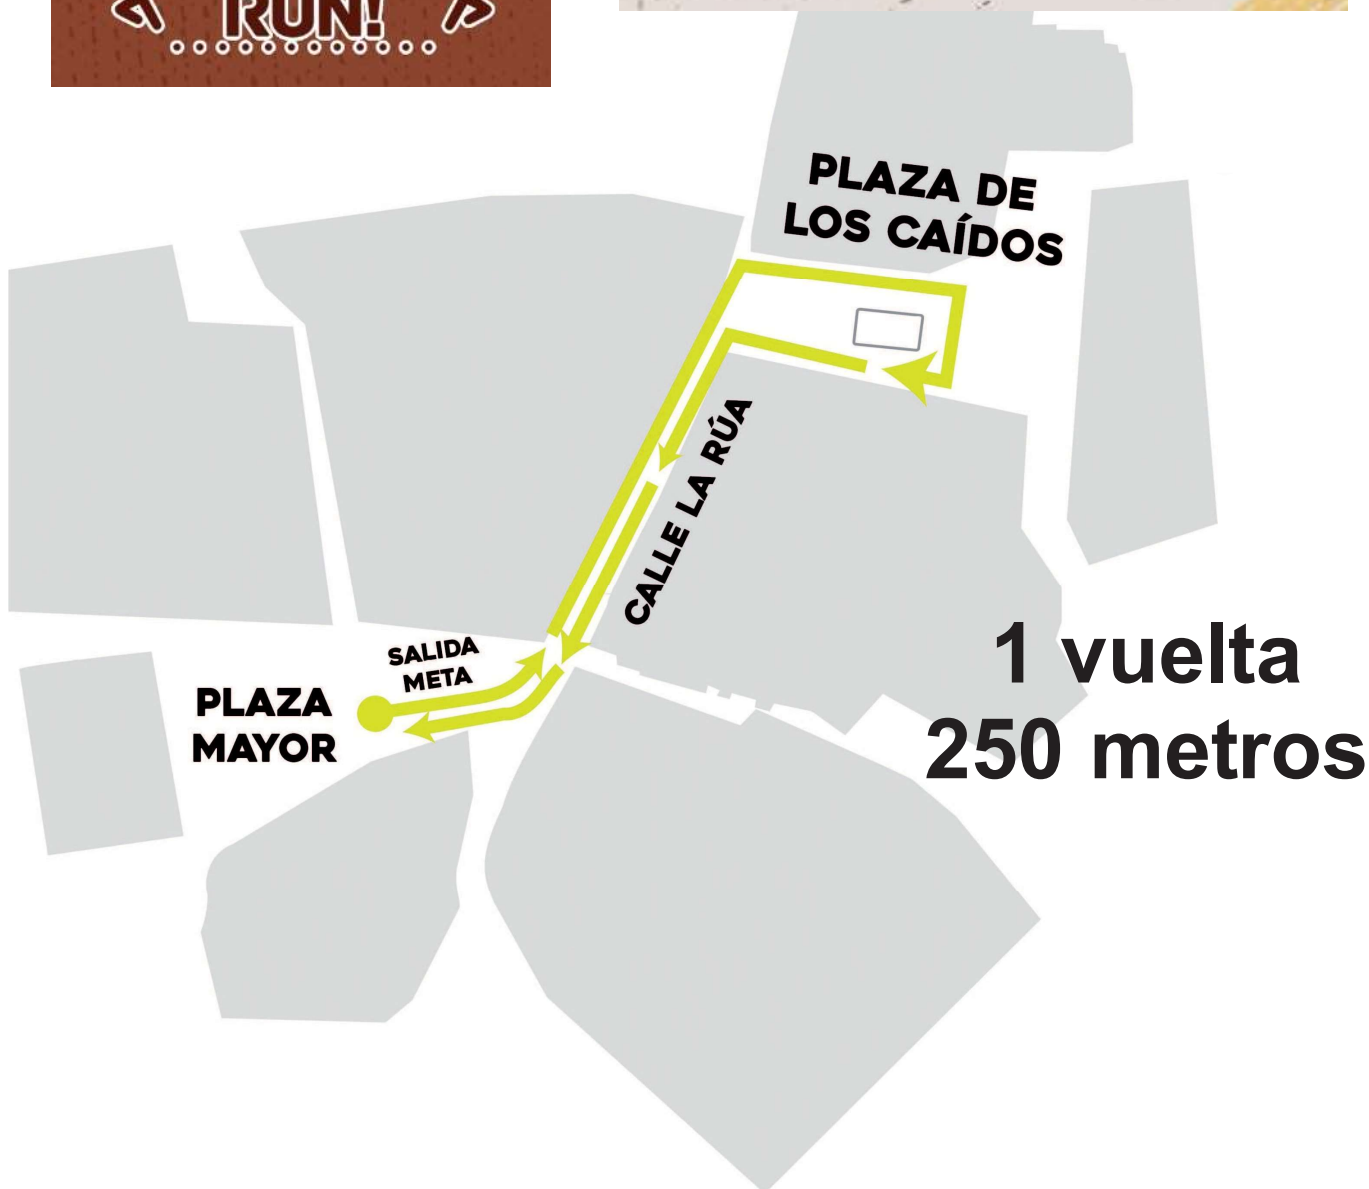 RUN!
PLAZA DE
LOS CAÍDOS
CALLE LA RÚA
SALIDA
META
PLAZA
MAYOR
1 vuelta
250 metros